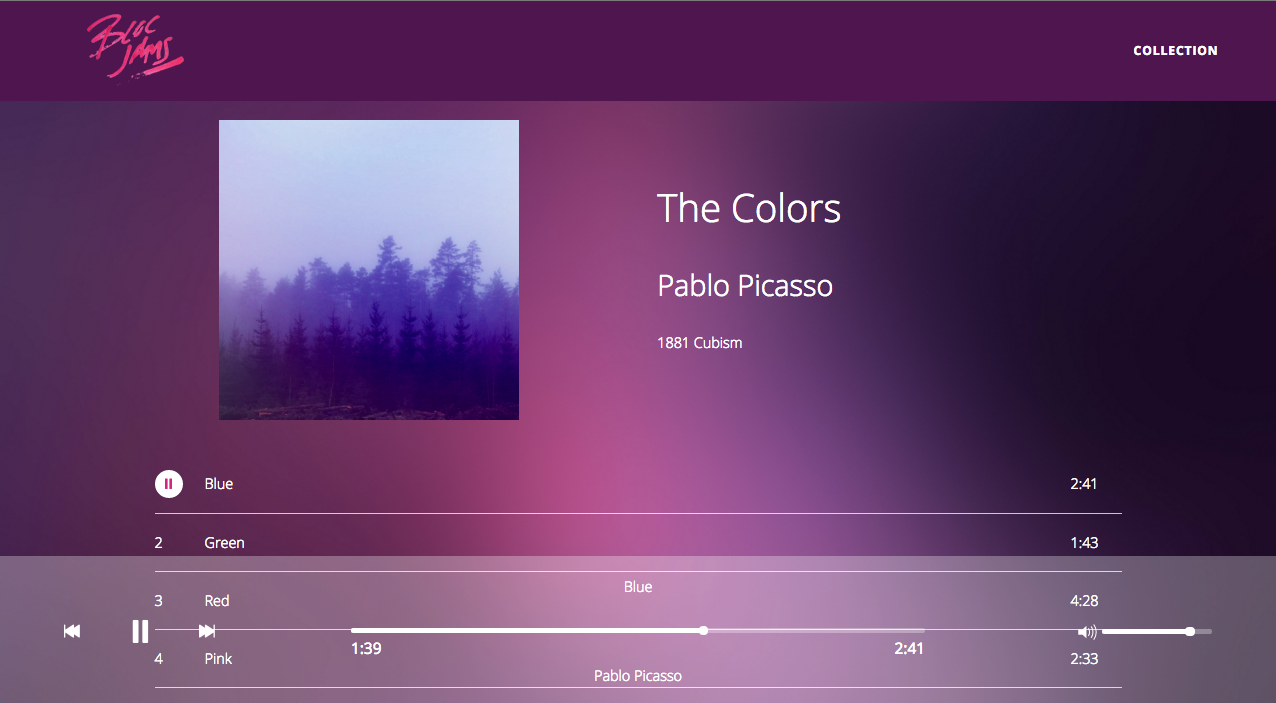 Bloc
Jams
COLLECTION
The Colors
Pablo Picasso
1881 Cubism
Blue 2:41
2 Green 1:43
Blue
3 Red 4:28
1:39 2:41
4 Pink 2:33
Pablo Picasso